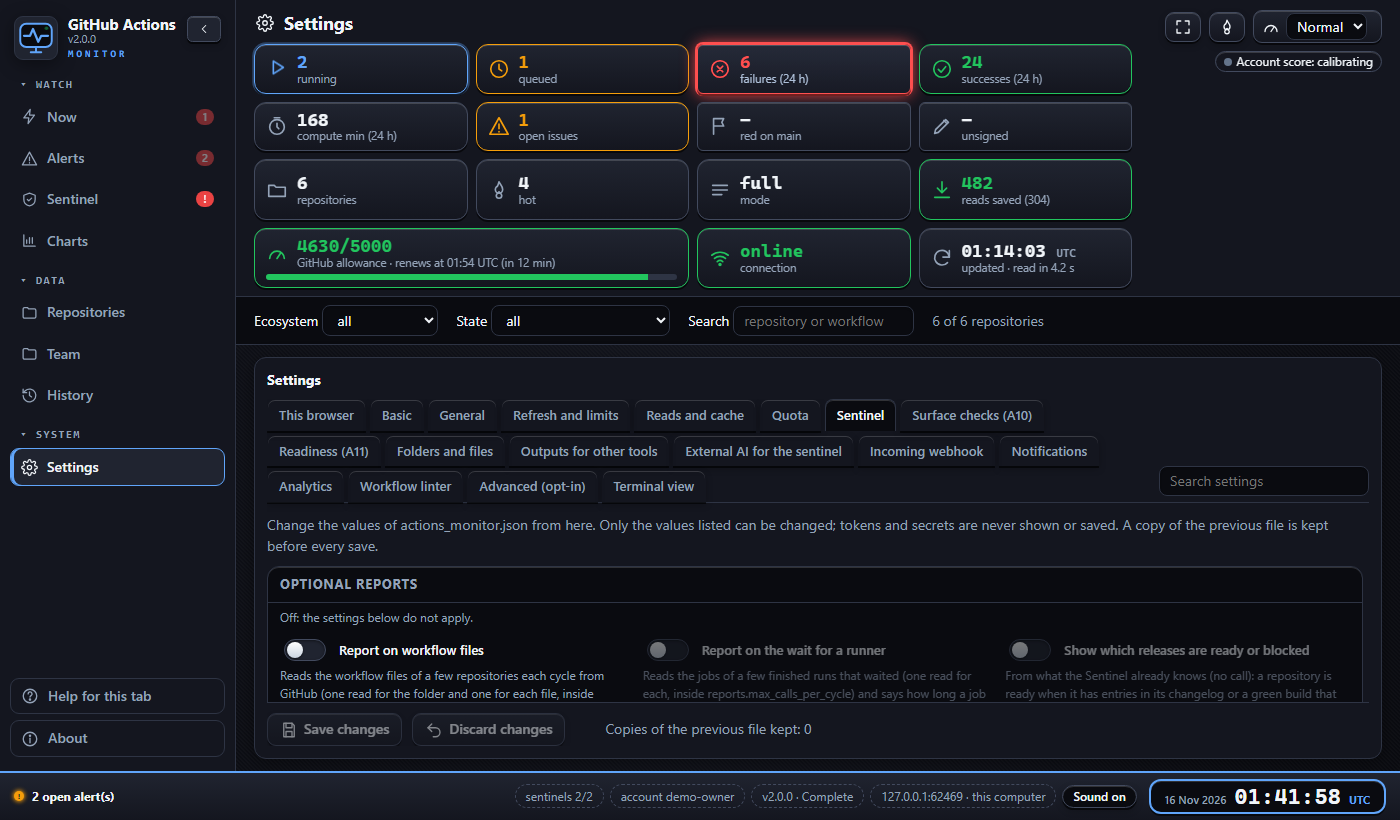 GitHub Actions
v2.0.0
MONITOR
WATCH
Now 1
Alerts 2
Sentinel !
Charts
DATA
Repositories
Team
History
SYSTEM
Settings
Help for this tab
About
Settings
Normal
Account score: calibrating
2
running
1
queued
6
failures (24 h)
24
successes (24 h)
168
compute min (24 h)
1
open issues
–
red on main
–
unsigned
6
repositories
4
hot
full
mode
482
reads saved (304)
4630/5000
GitHub allowance · renews at 01:54 UTC (in 12 min)
online
connection
01:14:03 UTC
updated · read in 4.2 s
Ecosystem all State all Search repository or workflow 6 of 6 repositories
Settings
This browser Basic General Refresh and limits Reads and cache Quota Sentinel Surface checks (A10)
Readiness (A11) Folders and files Outputs for other tools External AI for the sentinel Incoming webhook Notifications
Analytics Workflow linter Advanced (opt-in) Terminal view Search settings
Change the values of actions_monitor.json from here. Only the values listed can be changed; tokens and secrets are never shown or saved. A copy of the previous file is kept
before every save.
OPTIONAL REPORTS
Off: the settings below do not apply.
Report on workflow files
Reads the workflow files of a few repositories each cycle from
GitHub (one read for the folder and one for each file, inside
Report on the wait for a runner
Reads the jobs of a few finished runs that waited (one read for
each, inside reports.max_calls_per_cycle) and says how long a job
Show which releases are ready or blocked
From what the Sentinel already knows (no call): a repository is
ready when it has entries in its changelog or a green build that
Save changes Discard changes Copies of the previous file kept: 0
2 open alert(s) sentinels 2/2 account demo-owner v2.0.0 · Complete 127.0.0.1:62469 · this computer Sound on 16 Nov 2026 01:41:58 UTC